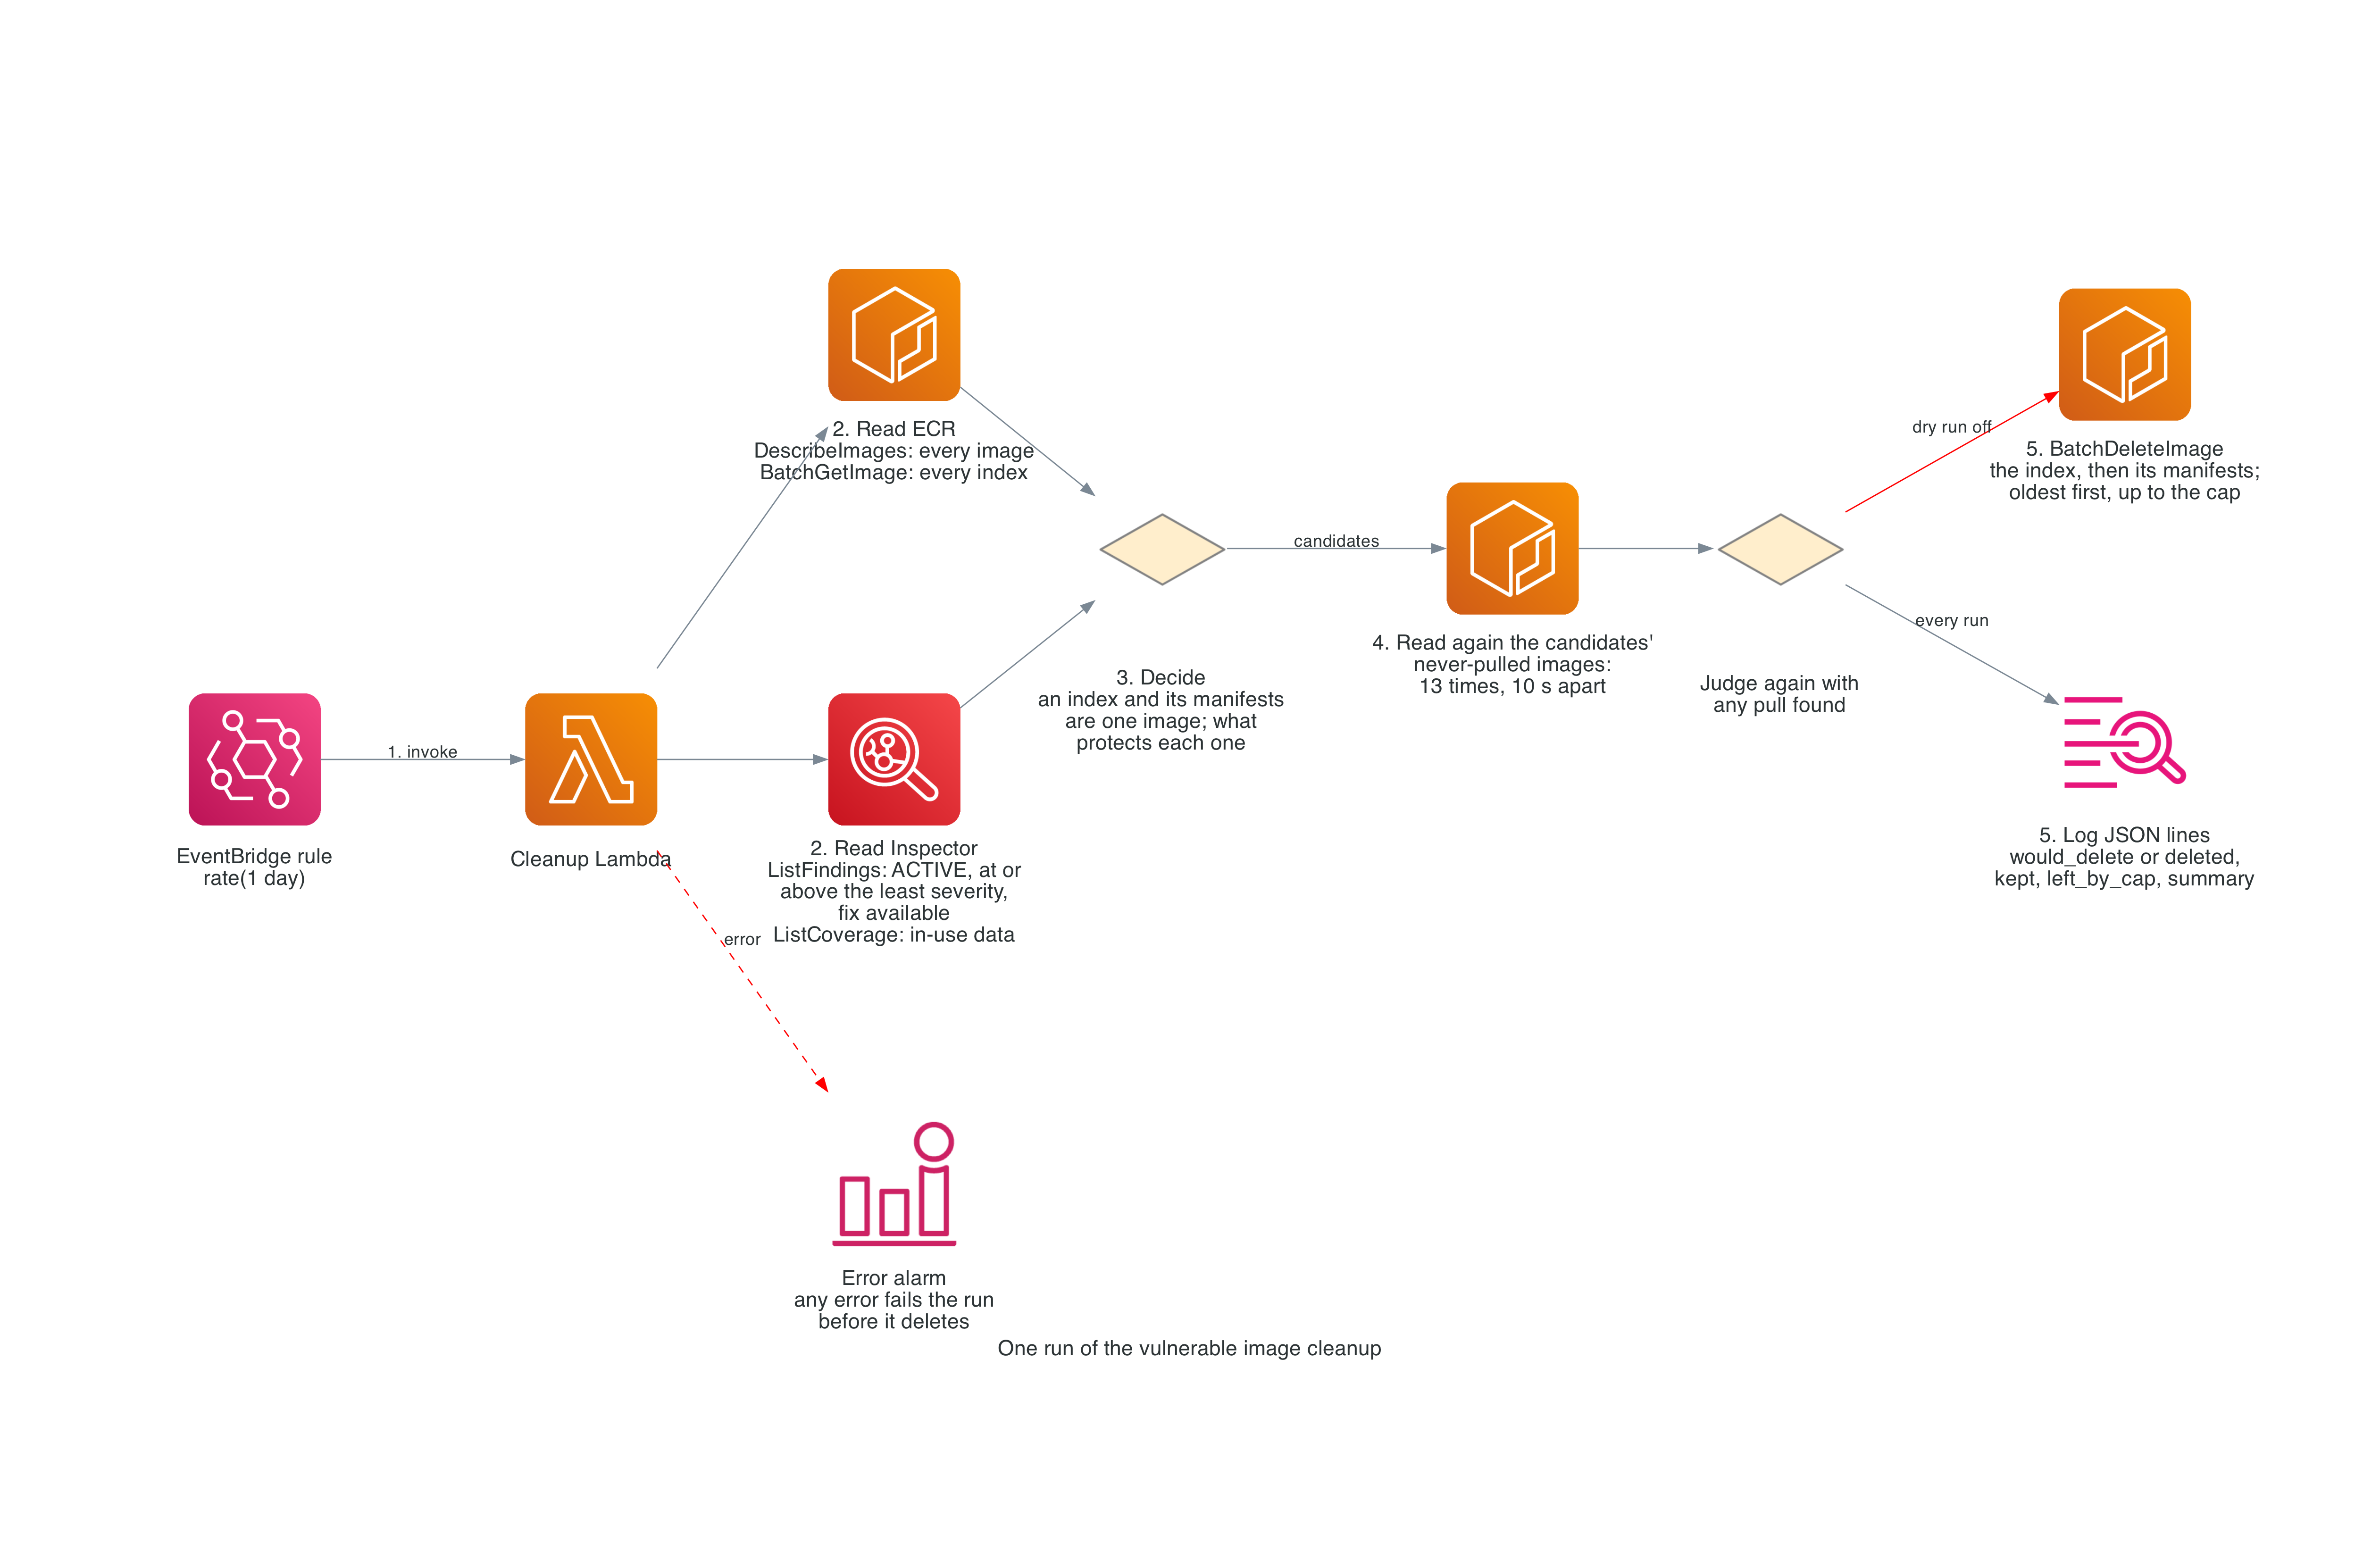 2. Read ECR
DescribeImages: every image
BatchGetImage: every index
dry run off
5. BatchDeleteImage
the index, then its manifests;
oldest first, up to the cap
candidates
4. Read again the candidates'
never-pulled images:
13 times, 10 s apart
every run
3. Decide
an index and its manifests
are one image; what
protects each one
Judge again with
any pull found
1. invoke
EventBridge rule
rate(1 day)
Cleanup Lambda
2. Read Inspector
ListFindings: ACTIVE, at or
above the least severity,
fix available
ListCoverage: in-use data
5. Log JSON lines
would_delete or deleted,
kept, left_by_cap, summary
error
Error alarm
any error fails the run
before it deletes
One run of the vulnerable image cleanup